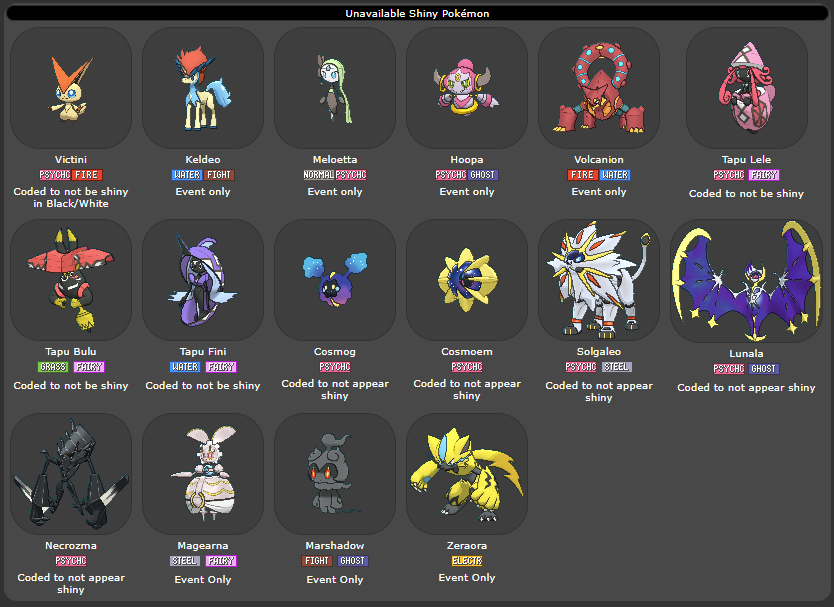 Unavailable Shiny Pokémon
Victini
PSYCHC FIRE
Coded to not be shiny
in Black/White
Keldeo
WATER FIGHT
Event only
Meloetta
NORMAL PSYCHC
Event only
Hoopa
PSYCHC GHOST
Event only
Volcanion
FIRE WATER
Event only
Tapu Lele
PSYCHC FAIRY
Coded to not be shiny
Tapu Bulu
GRASS FAIRY
Coded to not be shiny
Tapu Fini
WATER FAIRY
Coded to not be shiny
Cosmog
PSYCHC
Coded to not appear
shiny
Cosmoem
PSYCHC
Coded to not appear
shiny
Solgaleo
PSYCHC STEEL
Coded to not appear
shiny
Lunala
PSYCHC GHOST
Coded to not appear shiny
Necrozma
PSYCHC
Coded to not appear
shiny
Magearna
STEEL FAIRY
Event Only
Marshadow
FIGHT GHOST
Event Only
Zeraora
ELECTR
Event Only